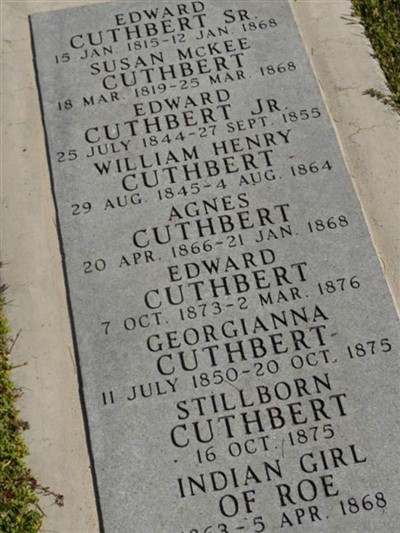 EDWARD
CUTHBERT SR.
15 JAN. 1815-12 JAN. 1868
SUSAN McKEE
CUTHBERT
18 MAR. 1819-25 MAR. 1868
EDWARD
CUTHBERT JR.
25 JULY 1844-27 SEPT. 1855
WILLIAM HENRY
CUTHBERT
29 AUG. 1845-4 AUG. 1864
AGNES
CUTHBERT
20 APR. 1866-21 JAN. 1868
EDWARD
CUTHBERT
7 OCT. 1873-2 MAR. 1876
GEORGIANNA
CUTHBERT
11 JULY 1850-20 OCT. 1875
STILLBORN
CUTHBERT
16 OCT. 1875
INDIAN GIRL
OF ROE
1863-5 APR. 1868